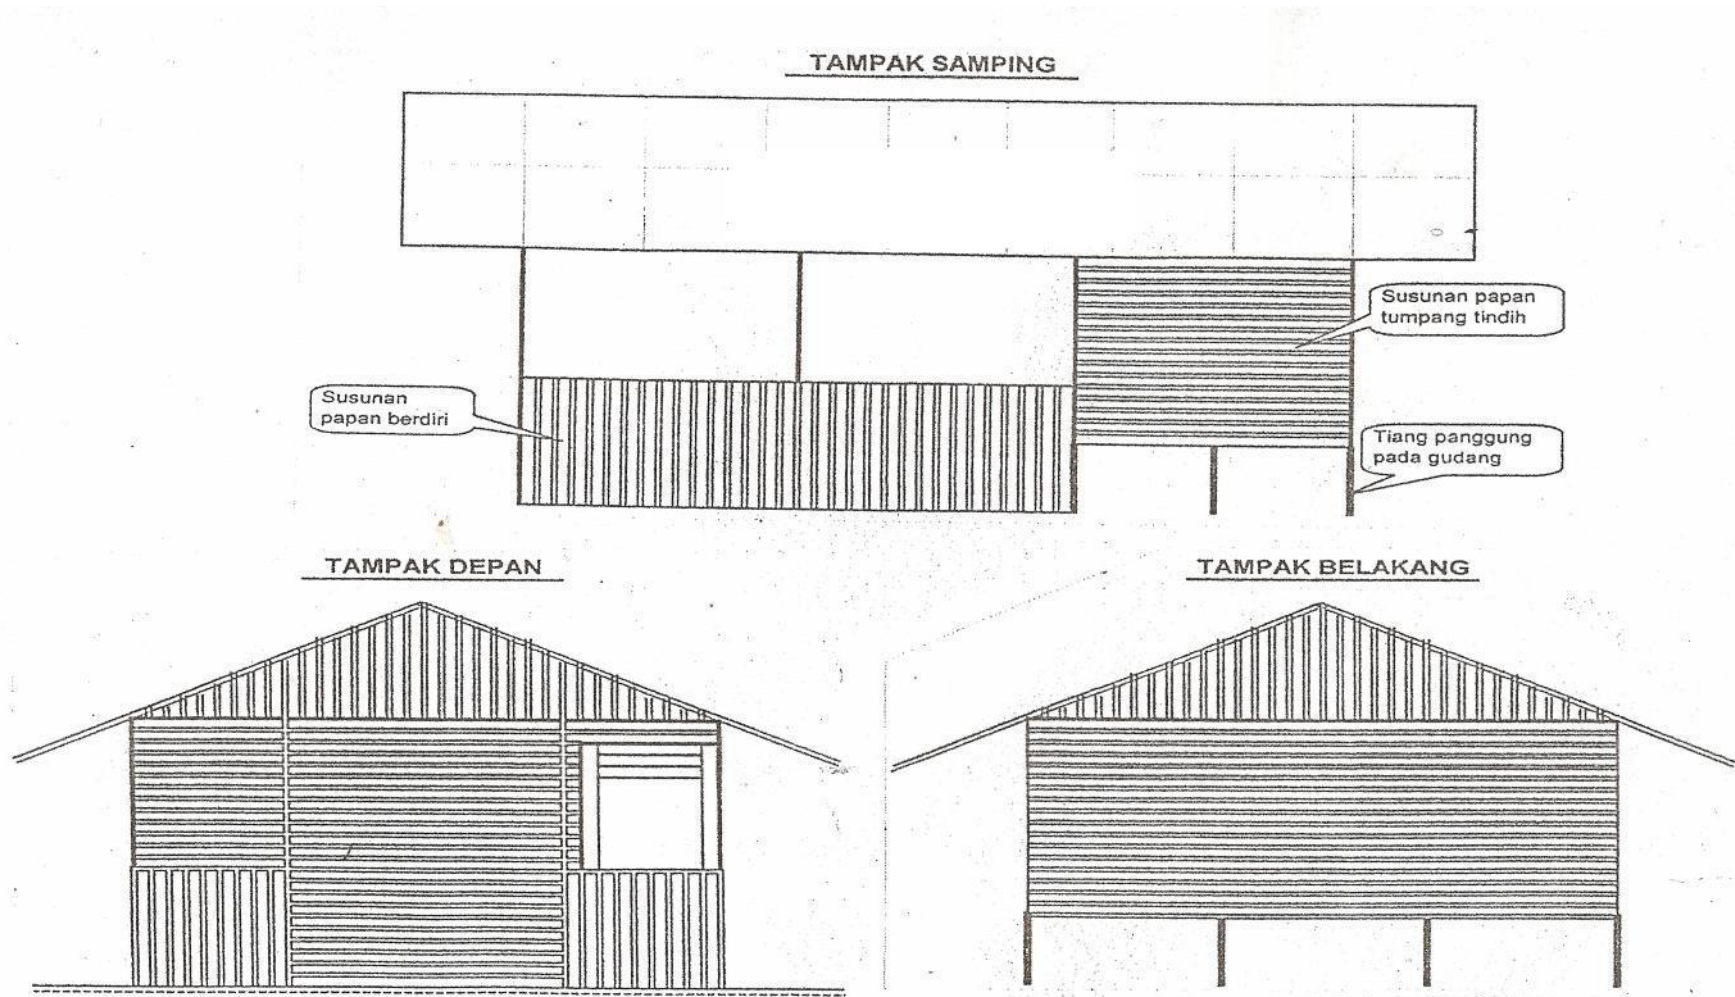 TAMPAK SAMPING
Susunan papan
tumpang tindih
Susunan
papan berdiri
Tiang panggung
pada gudang
TAMPAK DEPAN
TAMPAK BELAKANG